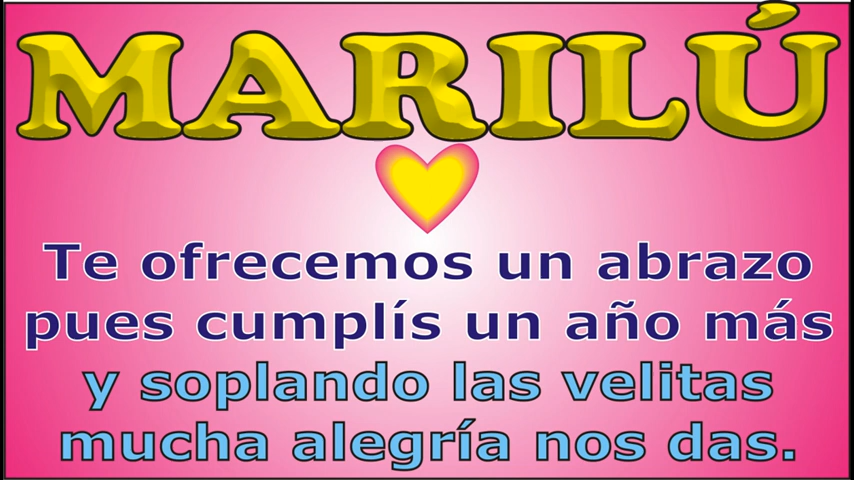 MARILÚ
Te ofrecemos un abrazo
pues cumplís un año más
y soplando las velitas
mucha alegría nos das.